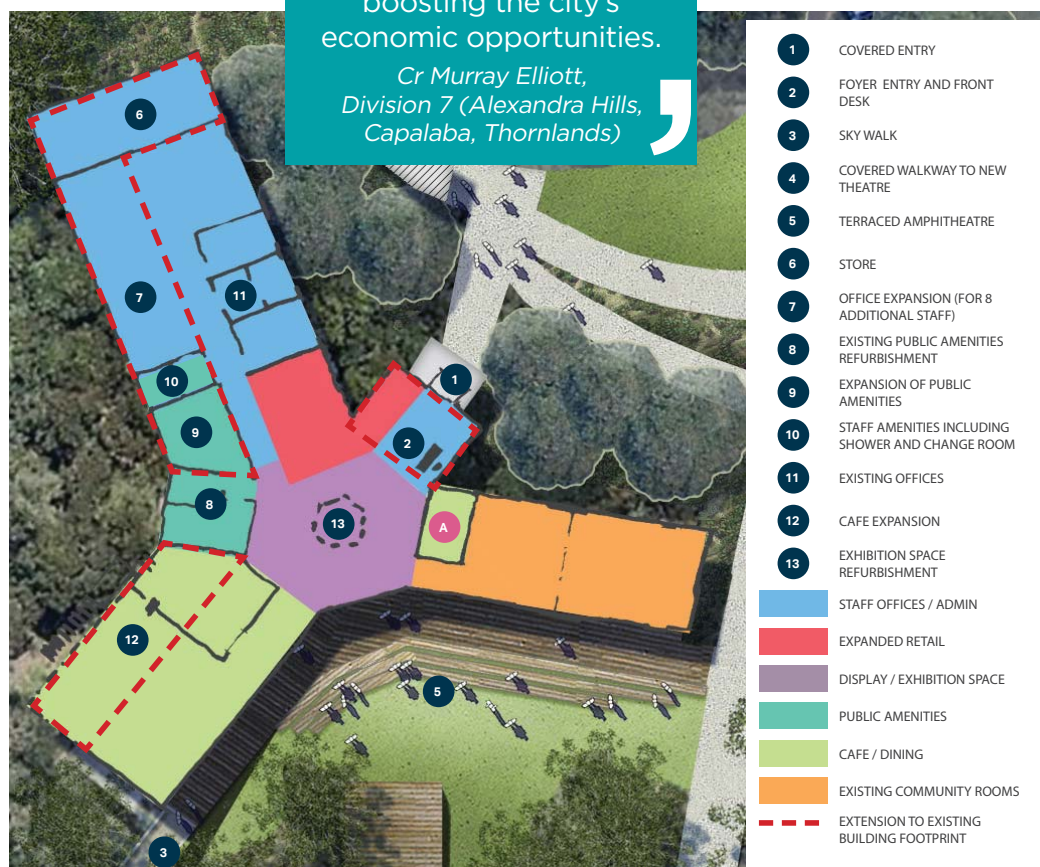 boosting the city's
economic opportunities.
Cr Murray Elliott,
Division 7 (Alexandra Hills,
Capalaba, Thornlands)
’
6
7
11
10
9
8
12
13
1
2
A
5
3
1 COVERED ENTRY
2 FOYER ENTRY AND FRONT
DESK
3 SKY WALK
4 COVERED WALKWAY TO NEW
THEATRE
5 TERRACED AMPHITHEATRE
6 STORE
7 OFFICE EXPANSION (FOR 8
ADDITIONAL STAFF)
8 EXISTING PUBLIC AMENITIES
REFURBISHMENT
9 EXPANSION OF PUBLIC
AMENITIES
10 STAFF AMENITIES INCLUDING
SHOWER AND CHANGE ROOM
11 EXISTING OFFICES
12 CAFE EXPANSION
13 EXHIBITION SPACE
REFURBISHMENT
STAFF OFFICES / ADMIN
EXPANDED RETAIL
DISPLAY / EXHIBITION SPACE
PUBLIC AMENITIES
CAFE / DINING
EXISTING COMMUNITY ROOMS
EXTENSION TO EXISTING
BUILDING FOOTPRINT